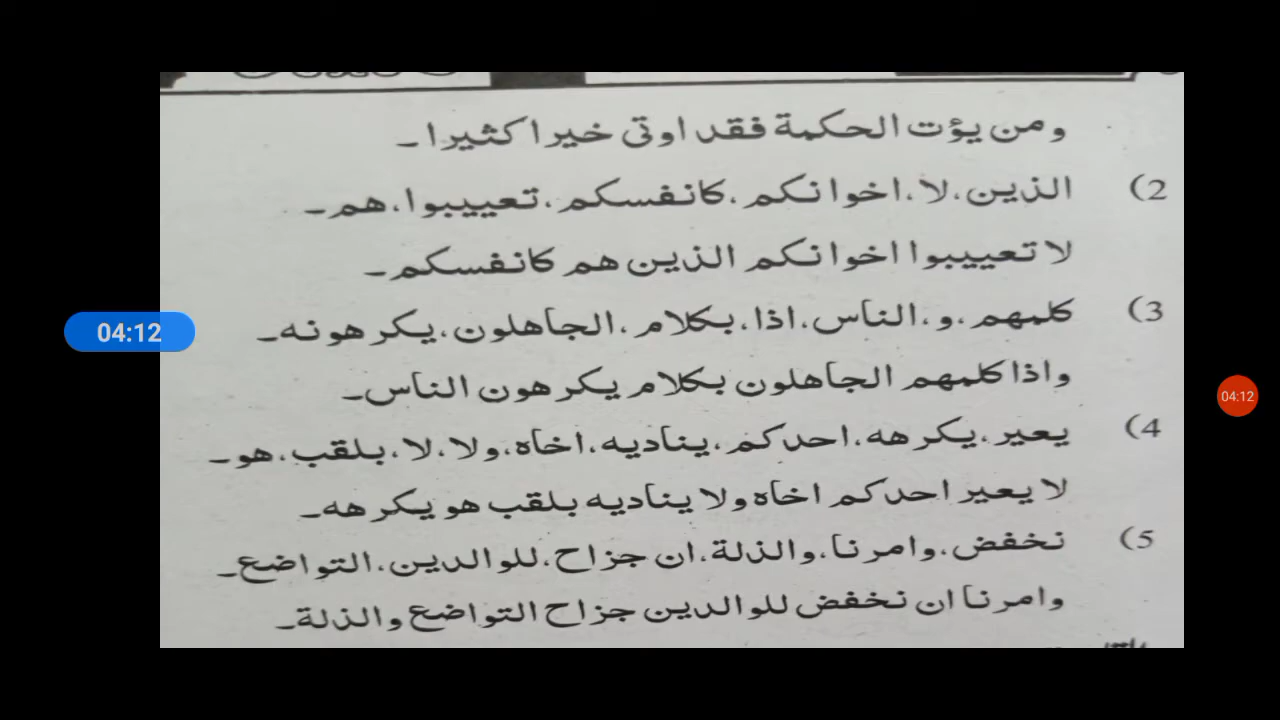 ومن يؤت الحكمة فقد اوتى خيرا كثيرا۔
2) الذين، لا، اخوانكم، كانفسكم، تعييبوا، هم۔
لا تعييبوا اخوانكم الذين هم كانفسكم۔
3) كلمهم، و، الناس، اذا، بكلام، الجاهلون، يكرهونه۔
واذا كلمهم الجاهلون بكلام يكرهون الناس۔
4) يعير، يكرهه، احدكم، يناديه، اخاه، ولا، لا، بلقب، هو۔
لا يعير احدكم اخاه ولا يناديه بلقب هو يكرهه۔
5) نخفض، وامرنا، والذلة، ان جزاح، للوالدين، التواضع۔
وامرنا ان نخفض للوالدين جزاح التواضع والذلة۔
04:12
04:12